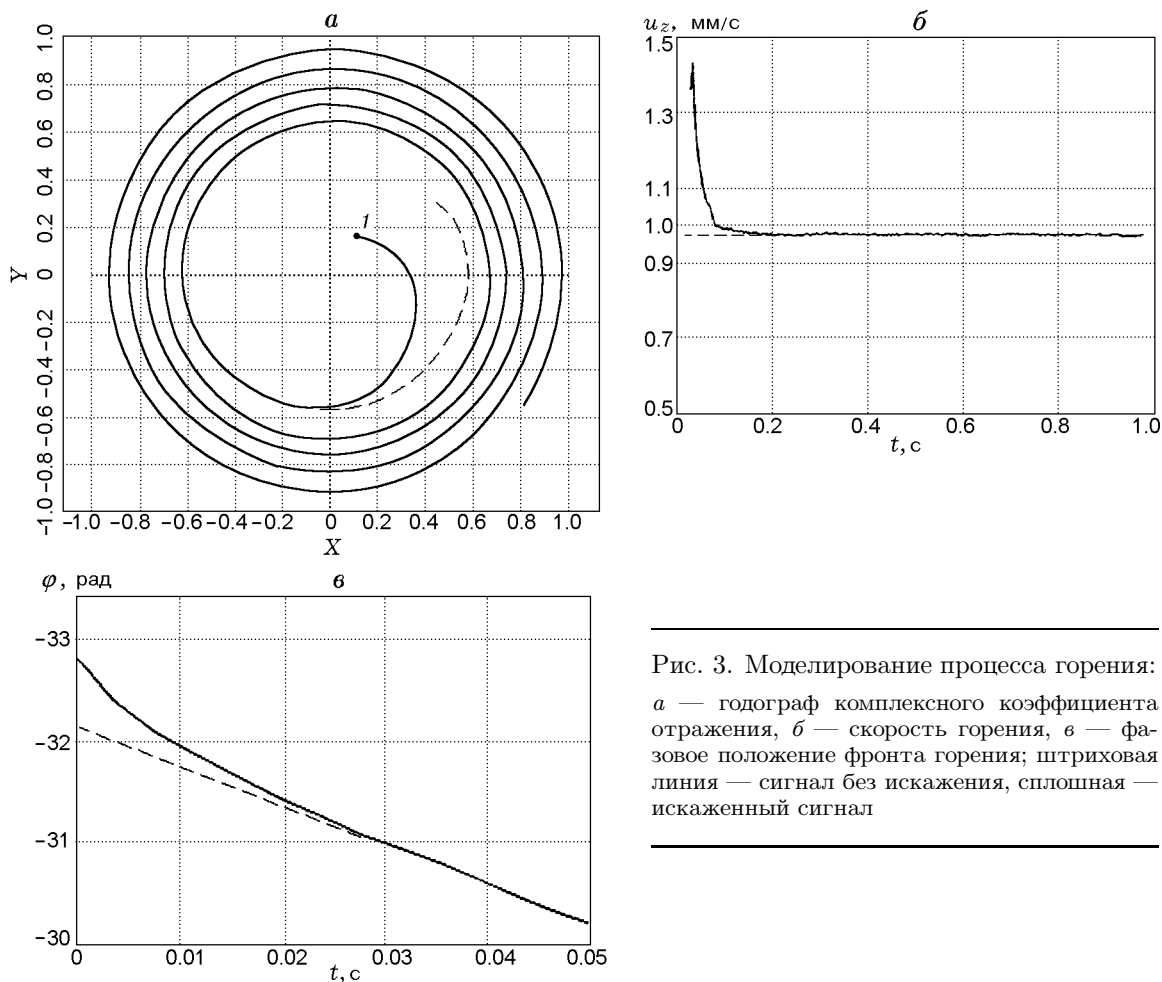 а
1.0
0.8
0.6
0.4
0.2
0
−0.2
−0.4
−0.6
−0.8
−1.0
Y
1
−1.0 −0.8 −0.6 −0.4 −0.2 0 0.2 0.4 0.6 0.8 1.0
X
u_z, мм/с
б
1.5
1.3
1.1
1.0
0.9
0.7
0.5
0 0.2 0.4 0.6 0.8 1.0
t, с
φ, рад
в
−33
−32
−31
−30
0 0.01 0.02 0.03 0.04 0.05
t, с
Рис. 3. Моделирование процесса горения:
а — годограф комплексного коэффициента
отражения, б — скорость горения, в — фа-
зовое положение фронта горения; штриховая
линия — сигнал без искажения, сплошная —
искаженный сигнал